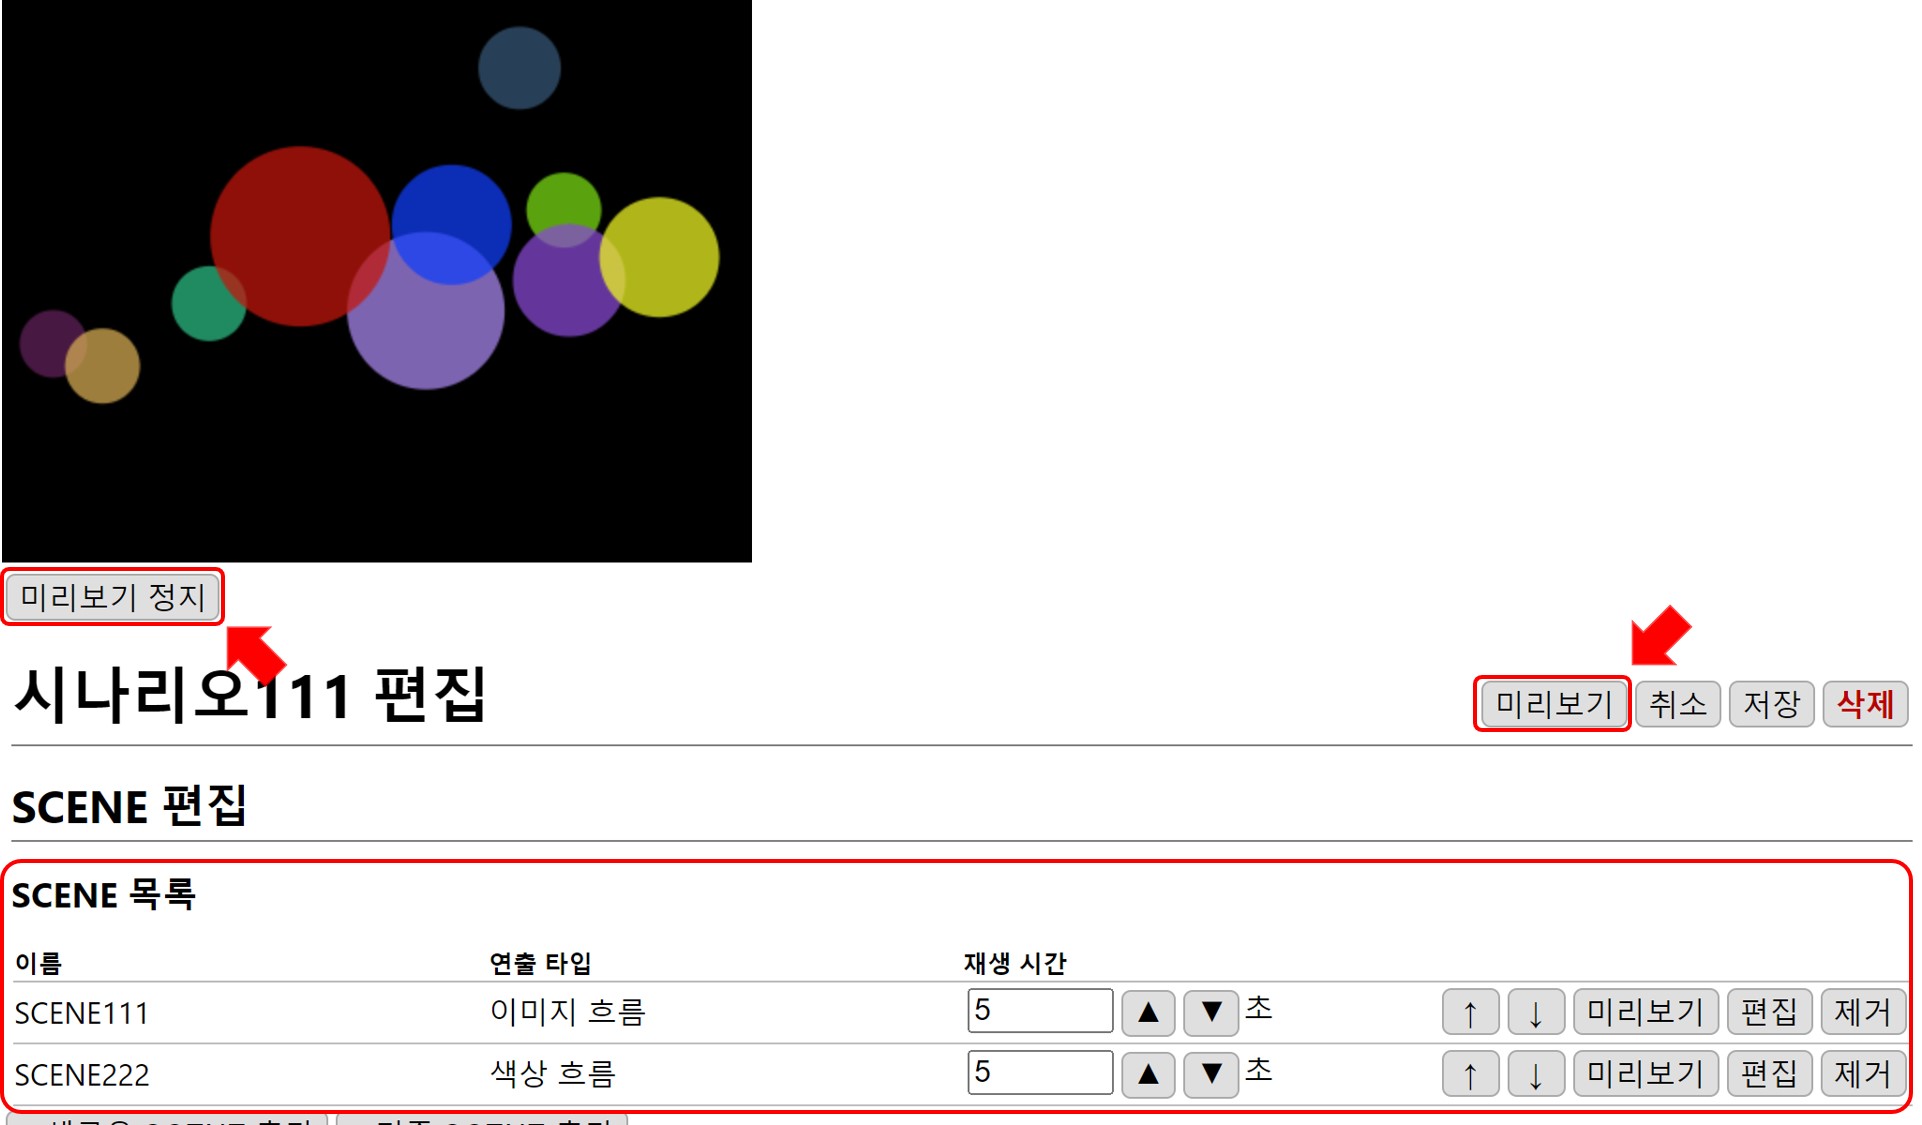 미리보기 정지
시나리오111 편집
미리보기 취소 저장 삭제
SCENE 편집
SCENE 목록
이름 연출 타입 재생 시간
SCENE111 이미지 흐름 5 ▲ ▼ 초 ↑ ↓ 미리보기 편집 제거
SCENE222 색상 흐름 5 ▲ ▼ 초 ↑ ↓ 미리보기 편집 제거